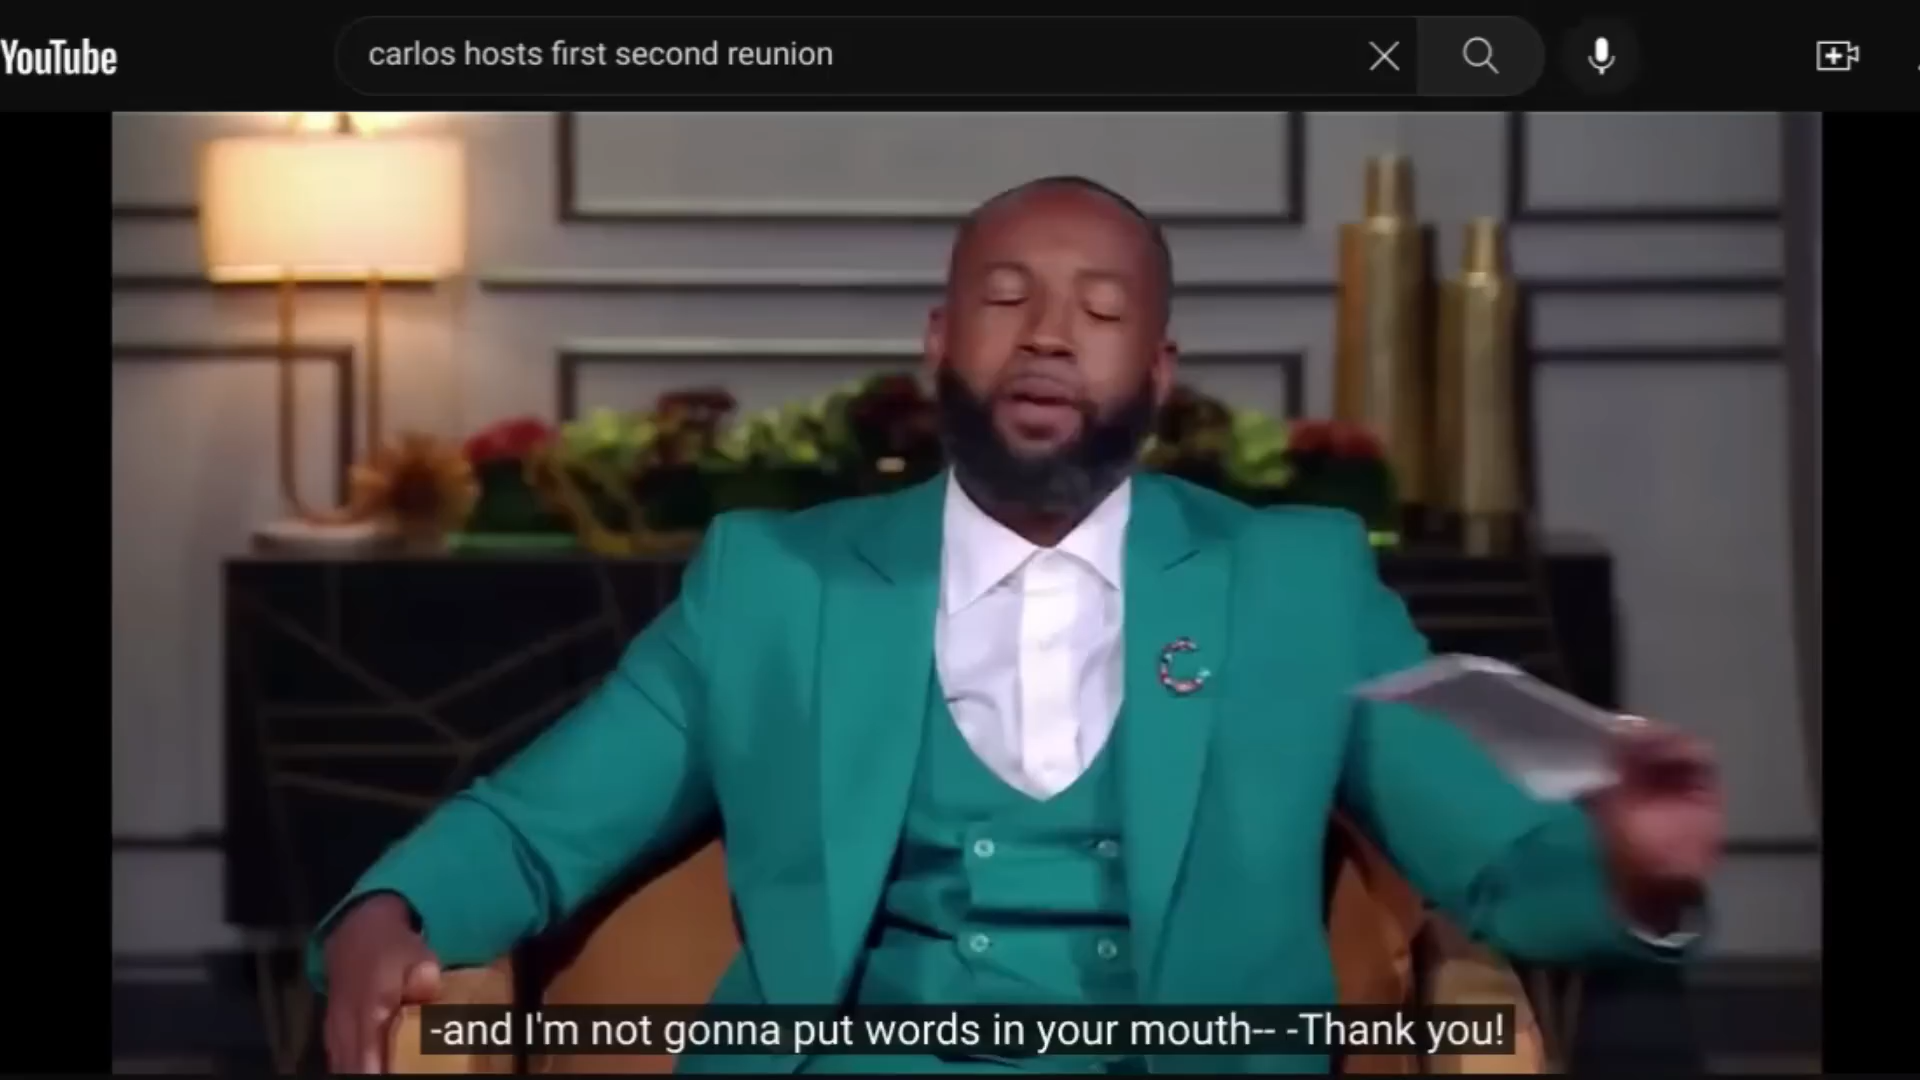 YouTube
carlos hosts first second reunion
C
-and I'm not gonna put words in your mouth-- -Thank you!